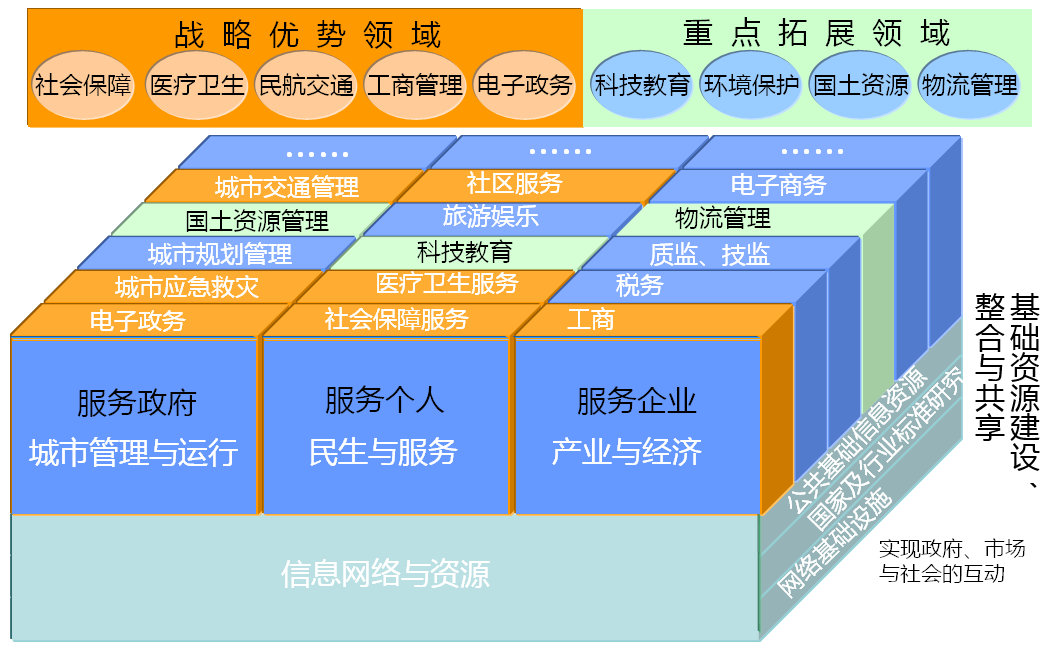 战略优势领域
重点拓展领域
社会保障
医疗卫生
民航交通
工商管理
电子政务
科技教育
环境保护
国土资源
物流管理
……
……
……
城市交通管理
社区服务
电子商务
国土资源管理
旅游娱乐
物流管理
城市规划管理
科技教育
质监、技监
城市应急救灾
医疗卫生服务
税务
电子政务
社会保障服务
工商
服务政府
城市管理与运行
服务个人
民生与服务
服务企业
产业与经济
信息网络与资源
公共基础信息资源
国家及行业标准研究
网络基础设施
基础资源建设、
整合与共享
实现政府、市场
与社会的互动